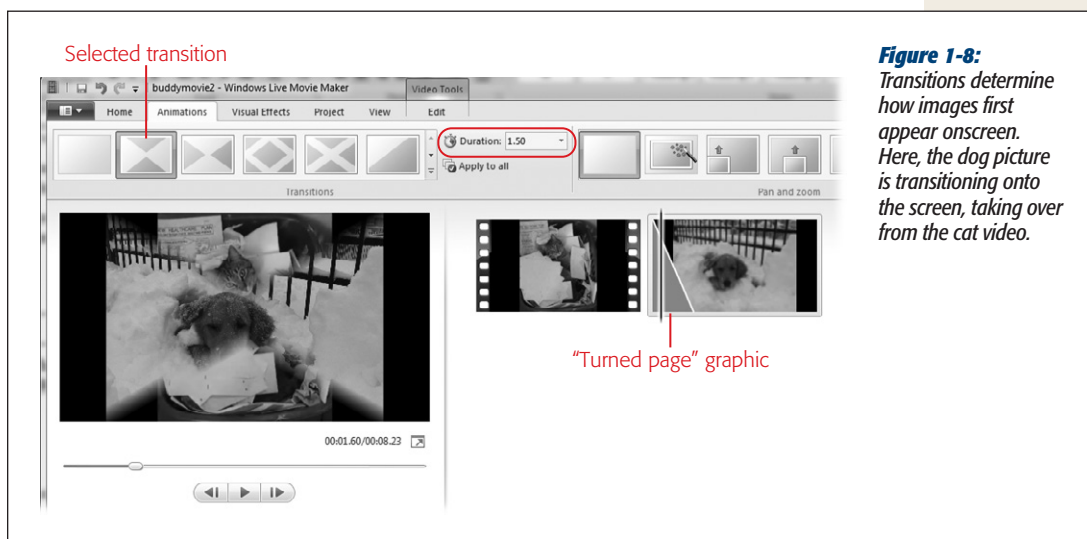 Selected transition
buddymovie2 - Windows Live Movie Maker
Video Tools
Home
Animations
Visual Effects
Project
View
Edit
Duration: 1.50
Apply to all
Transitions
Pan and zoom
00:01.60/00:08.23
"Turned page" graphic
Figure 1-8:
Transitions determine
how images first
appear onscreen.
Here, the dog picture
is transitioning onto
the screen, taking over
from the cat video.